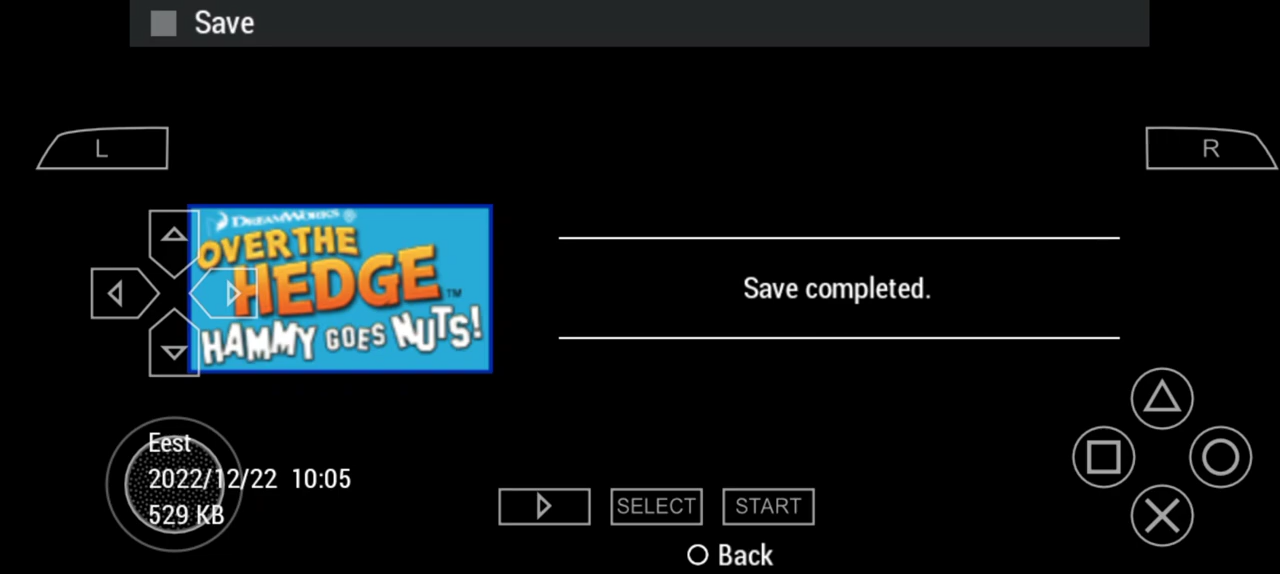 Save
L
R
DREAMWORKS ®
OVER THE
HEDGE™
HAMMY GOES NUTS!
Save completed.
Eest
2022/12/22 10:05
529 KB
SELECT
START
Back